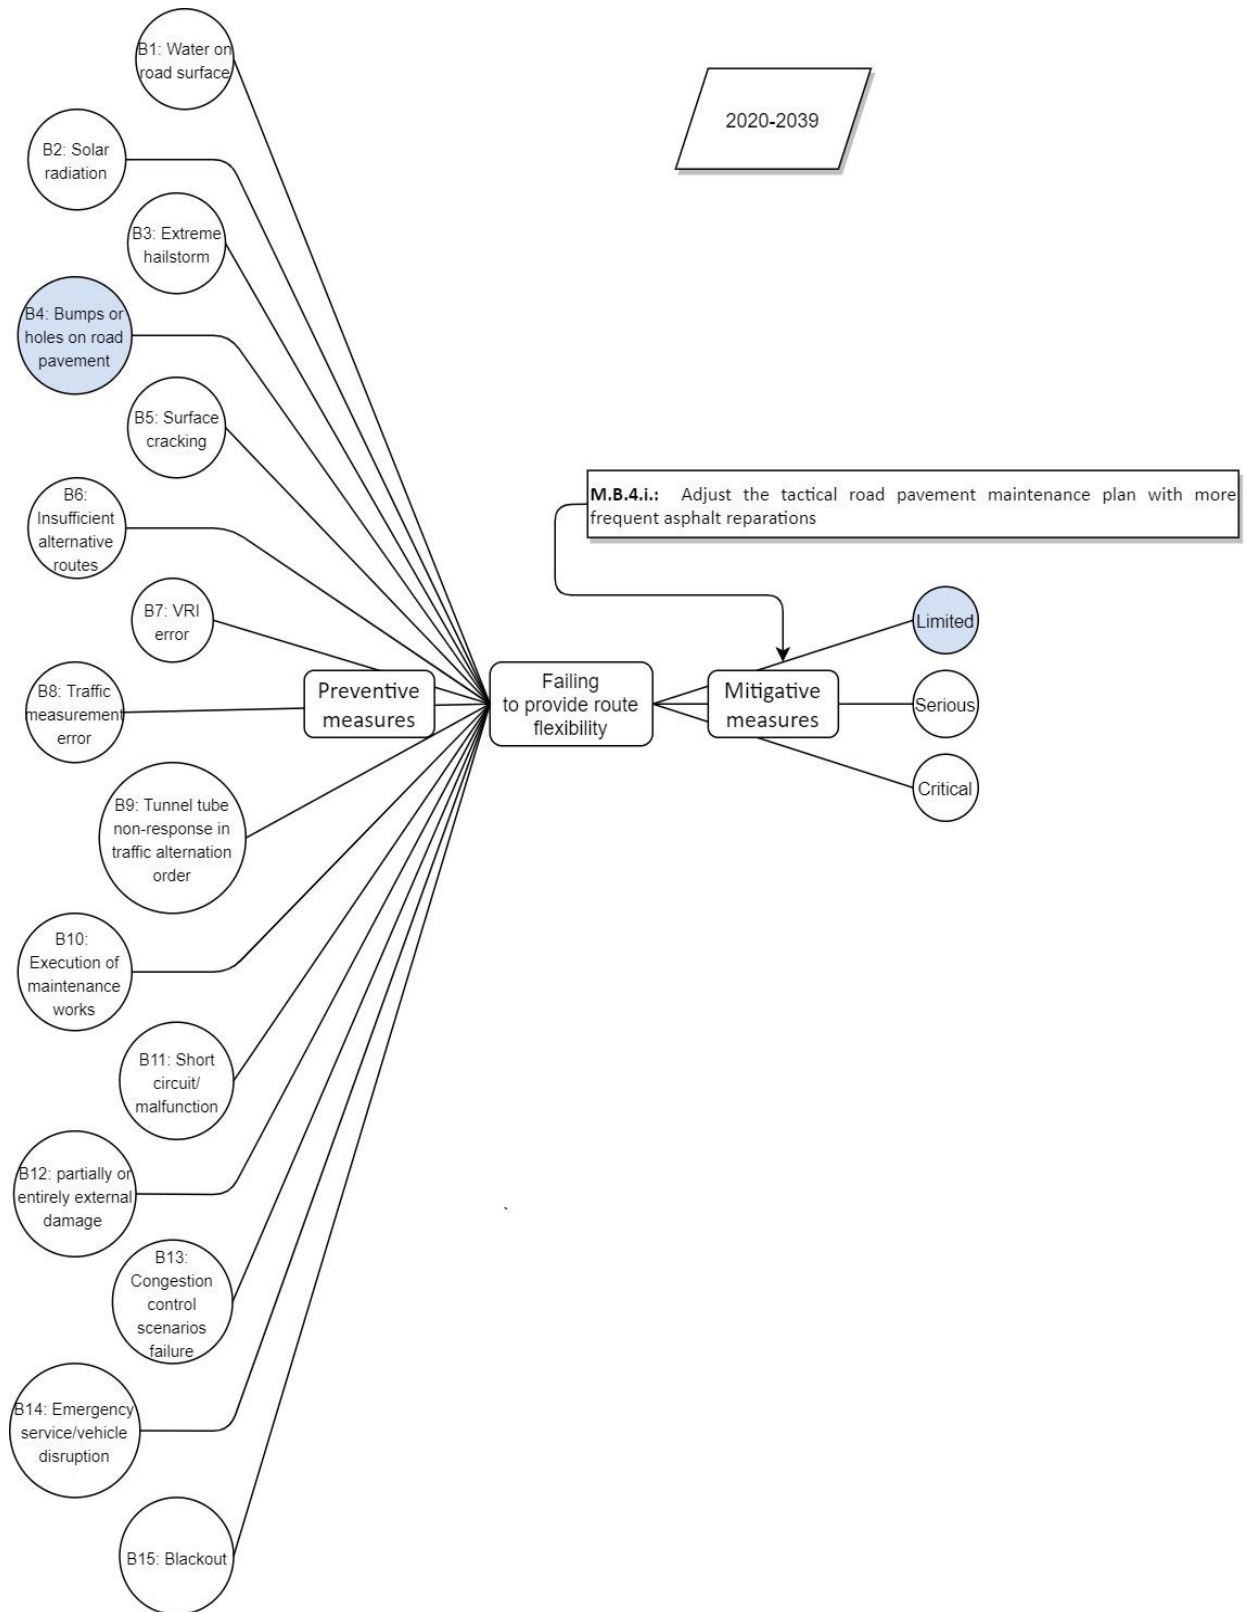 B1: Water on
road surface
2020-2039
B2: Solar
radiation
B3: Extreme
hailstorm
B4: Bumps or
holes on road
pavement
B5: Surface
cracking
B6:
Insufficient
alternative
routes
M.B.4.i.: Adjust the tactical road pavement maintenance plan with more
frequent asphalt reparations
B7: VRI
error
B8: Traffic
measurement
error
Preventive
measures
Failing
to provide route
flexibility
Mitigative
measures
Limited
Serious
Critical
B9: Tunnel tube
non-response in
traffic alternation
order
B10:
Execution of
maintenance
works
B11: Short
circuit/
malfunction
B12: partially or
entirely external
damage
B13:
Congestion
control
scenarios
failure
B14: Emergency
service/vehicle
disruption
B15: Blackout